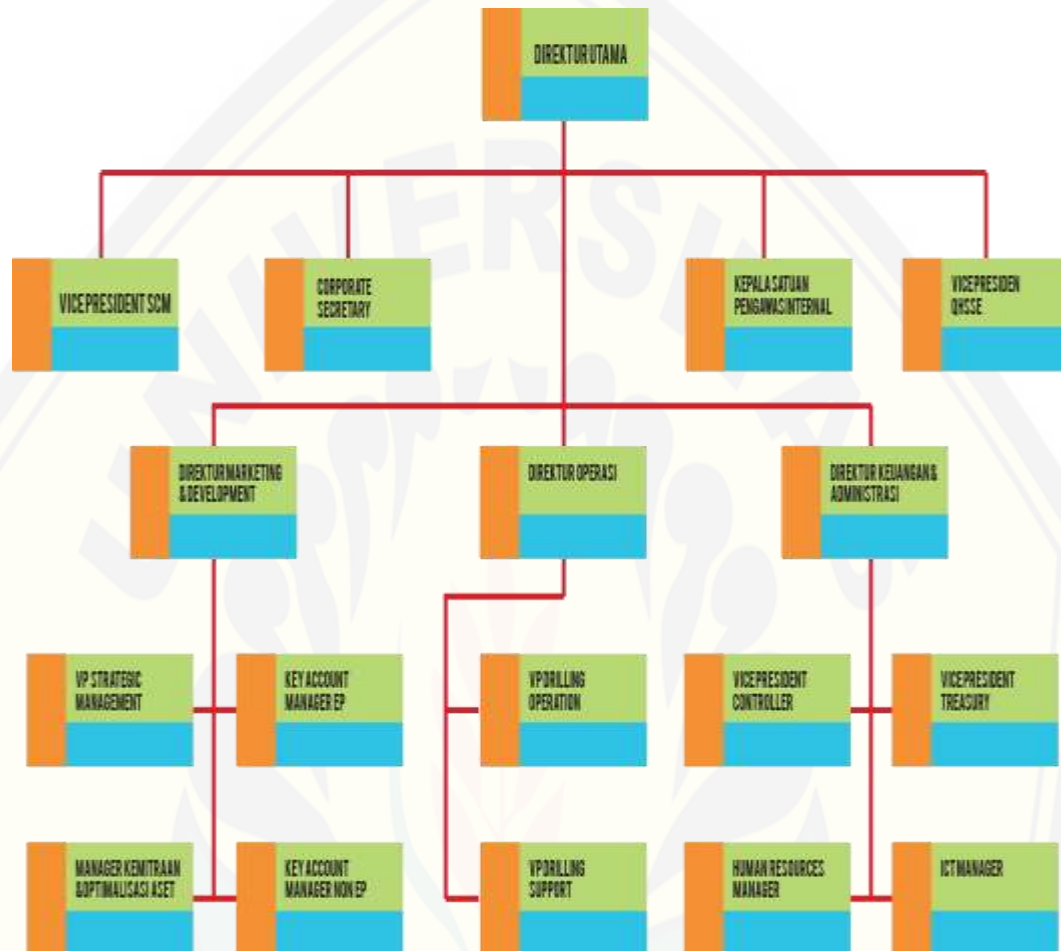 DIREKTUR UTAMA
VICE PRESIDENT SCM
CORPORATE
SECRETARY
KEPALA SATUAN
PENGAWAS INTERNAL
VICE PRESIDEN
QHSSE
DIREKTUR MARKETING
& DEVELOPMENT
DIREKTUR OPERASI
DIREKTUR KEUANGAN &
ADMINISTRASI
VP STRATEGIC
MANAGEMENT
KEY ACCOUNT
MANAGER EP
VP DRILLING
OPERATION
VICE PRESIDENT
CONTROLLER
VICE PRESIDENT
TREASURY
MANAGER KEMITRAAN
& OPTIMALISASI ASET
KEY ACCOUNT
MANAGER NON EP
VP DRILLING
SUPPORT
HUMAN RESOURCES
MANAGER
ICT MANAGER
UNIVERSITAS